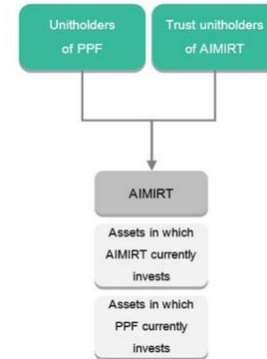 Unitholders
of PPF
Trust unitholders
of AIMIRT
AIMIRT
Assets in which
AIMIRT currently
invests
Assets in which
PPF currently
invests